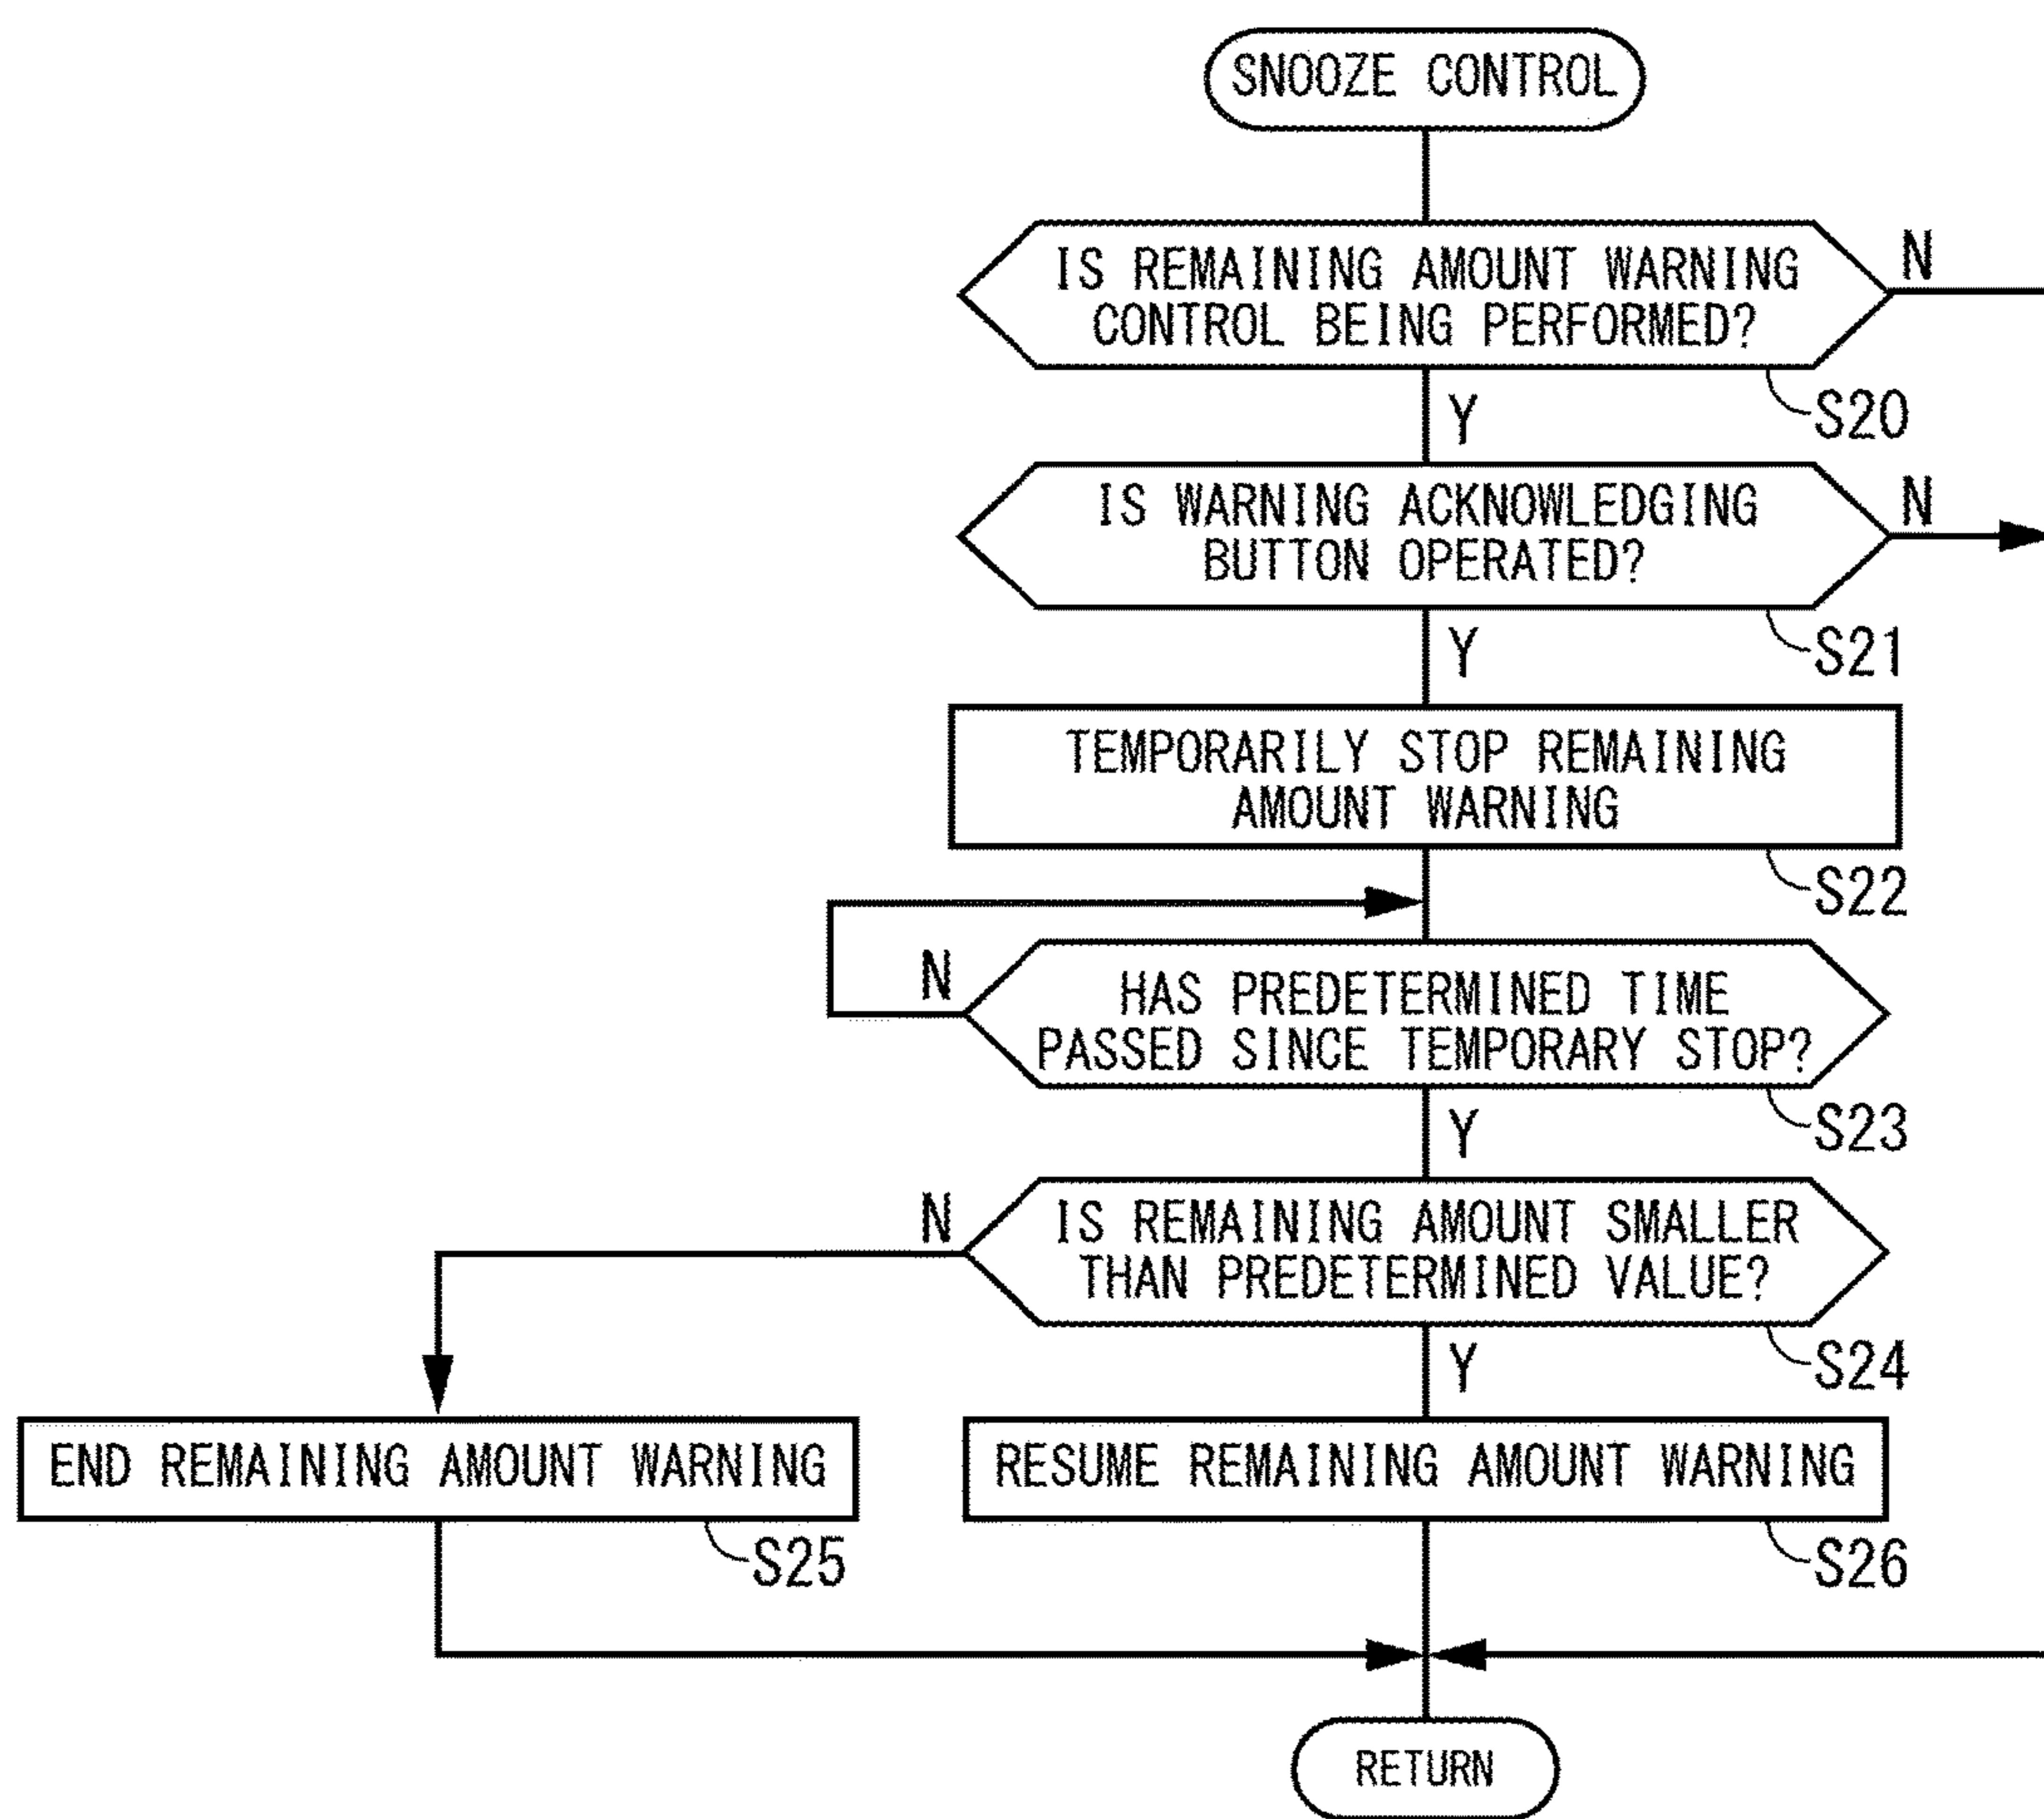 SNOOZE CONTROL
IS REMAINING AMOUNT WARNING
CONTROL BEING PERFORMED?
N
S20
Y
IS WARNING ACKNOWLEDGING
BUTTON OPERATED?
N
S21
Y
TEMPORARILY STOP REMAINING
AMOUNT WARNING
S22
N
HAS PREDETERMINED TIME
PASSED SINCE TEMPORARY STOP?
S23
Y
N
IS REMAINING AMOUNT SMALLER
THAN PREDETERMINED VALUE?
S24
Y
END REMAINING AMOUNT WARNING
S25
RESUME REMAINING AMOUNT WARNING
S26
RETURN